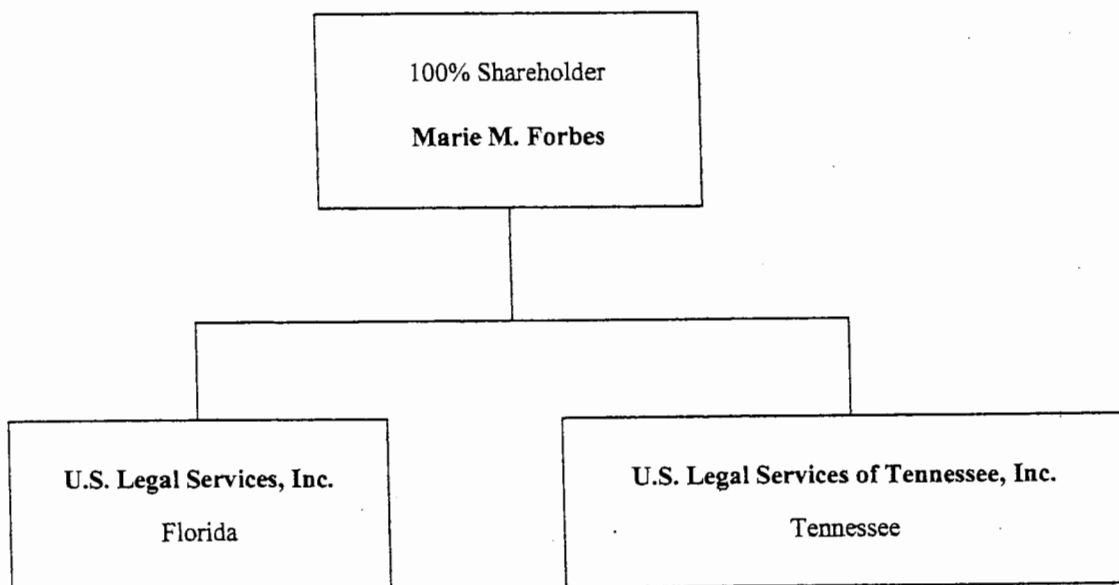 100% Shareholder
Marie M. Forbes
U.S. Legal Services, Inc.
Florida
U.S. Legal Services of Tennessee, Inc.
Tennessee